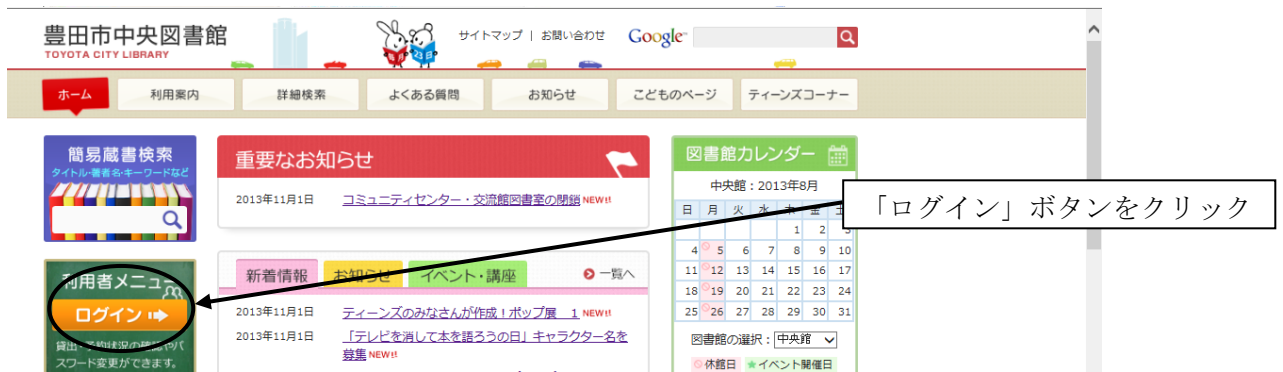 豊田市中央図書館
TOYOTA CITY LIBRARY
サイトマップ | お問い合わせ
Google
ホーム
利用案内
詳細検索
よくある質問
お知らせ
こどものページ
ティーンズコーナー
簡易蔵書検索
タイトル・著者名・キーワードなど
重要なお知らせ
2013年11月1日 コミュニティセンター・交流館図書室の閉鎖 NEW!!
図書館カレンダー
中央館：2013年8月
日 月 火 水 木 金 土
1 2 3
4 5 6 7 8 9 10
11 12 13 14 15 16 17
18 19 20 21 22 23 24
25 26 27 28 29 30 31
図書館の選択： 中央館
休館日 ★イベント開催日
「ログイン」ボタンをクリック
利用者メニュー
ログイン
貸出・予約状況の確認やパ
スワード変更ができます。
新着情報
お知らせ
イベント・講座
一覧へ
2013年11月1日 ティーンズのみなさんが作成！ポップ展 1 NEW!!
2013年11月1日 「テレビを消して本を語ろうの日」キャラクター名を
募集 NEW!!